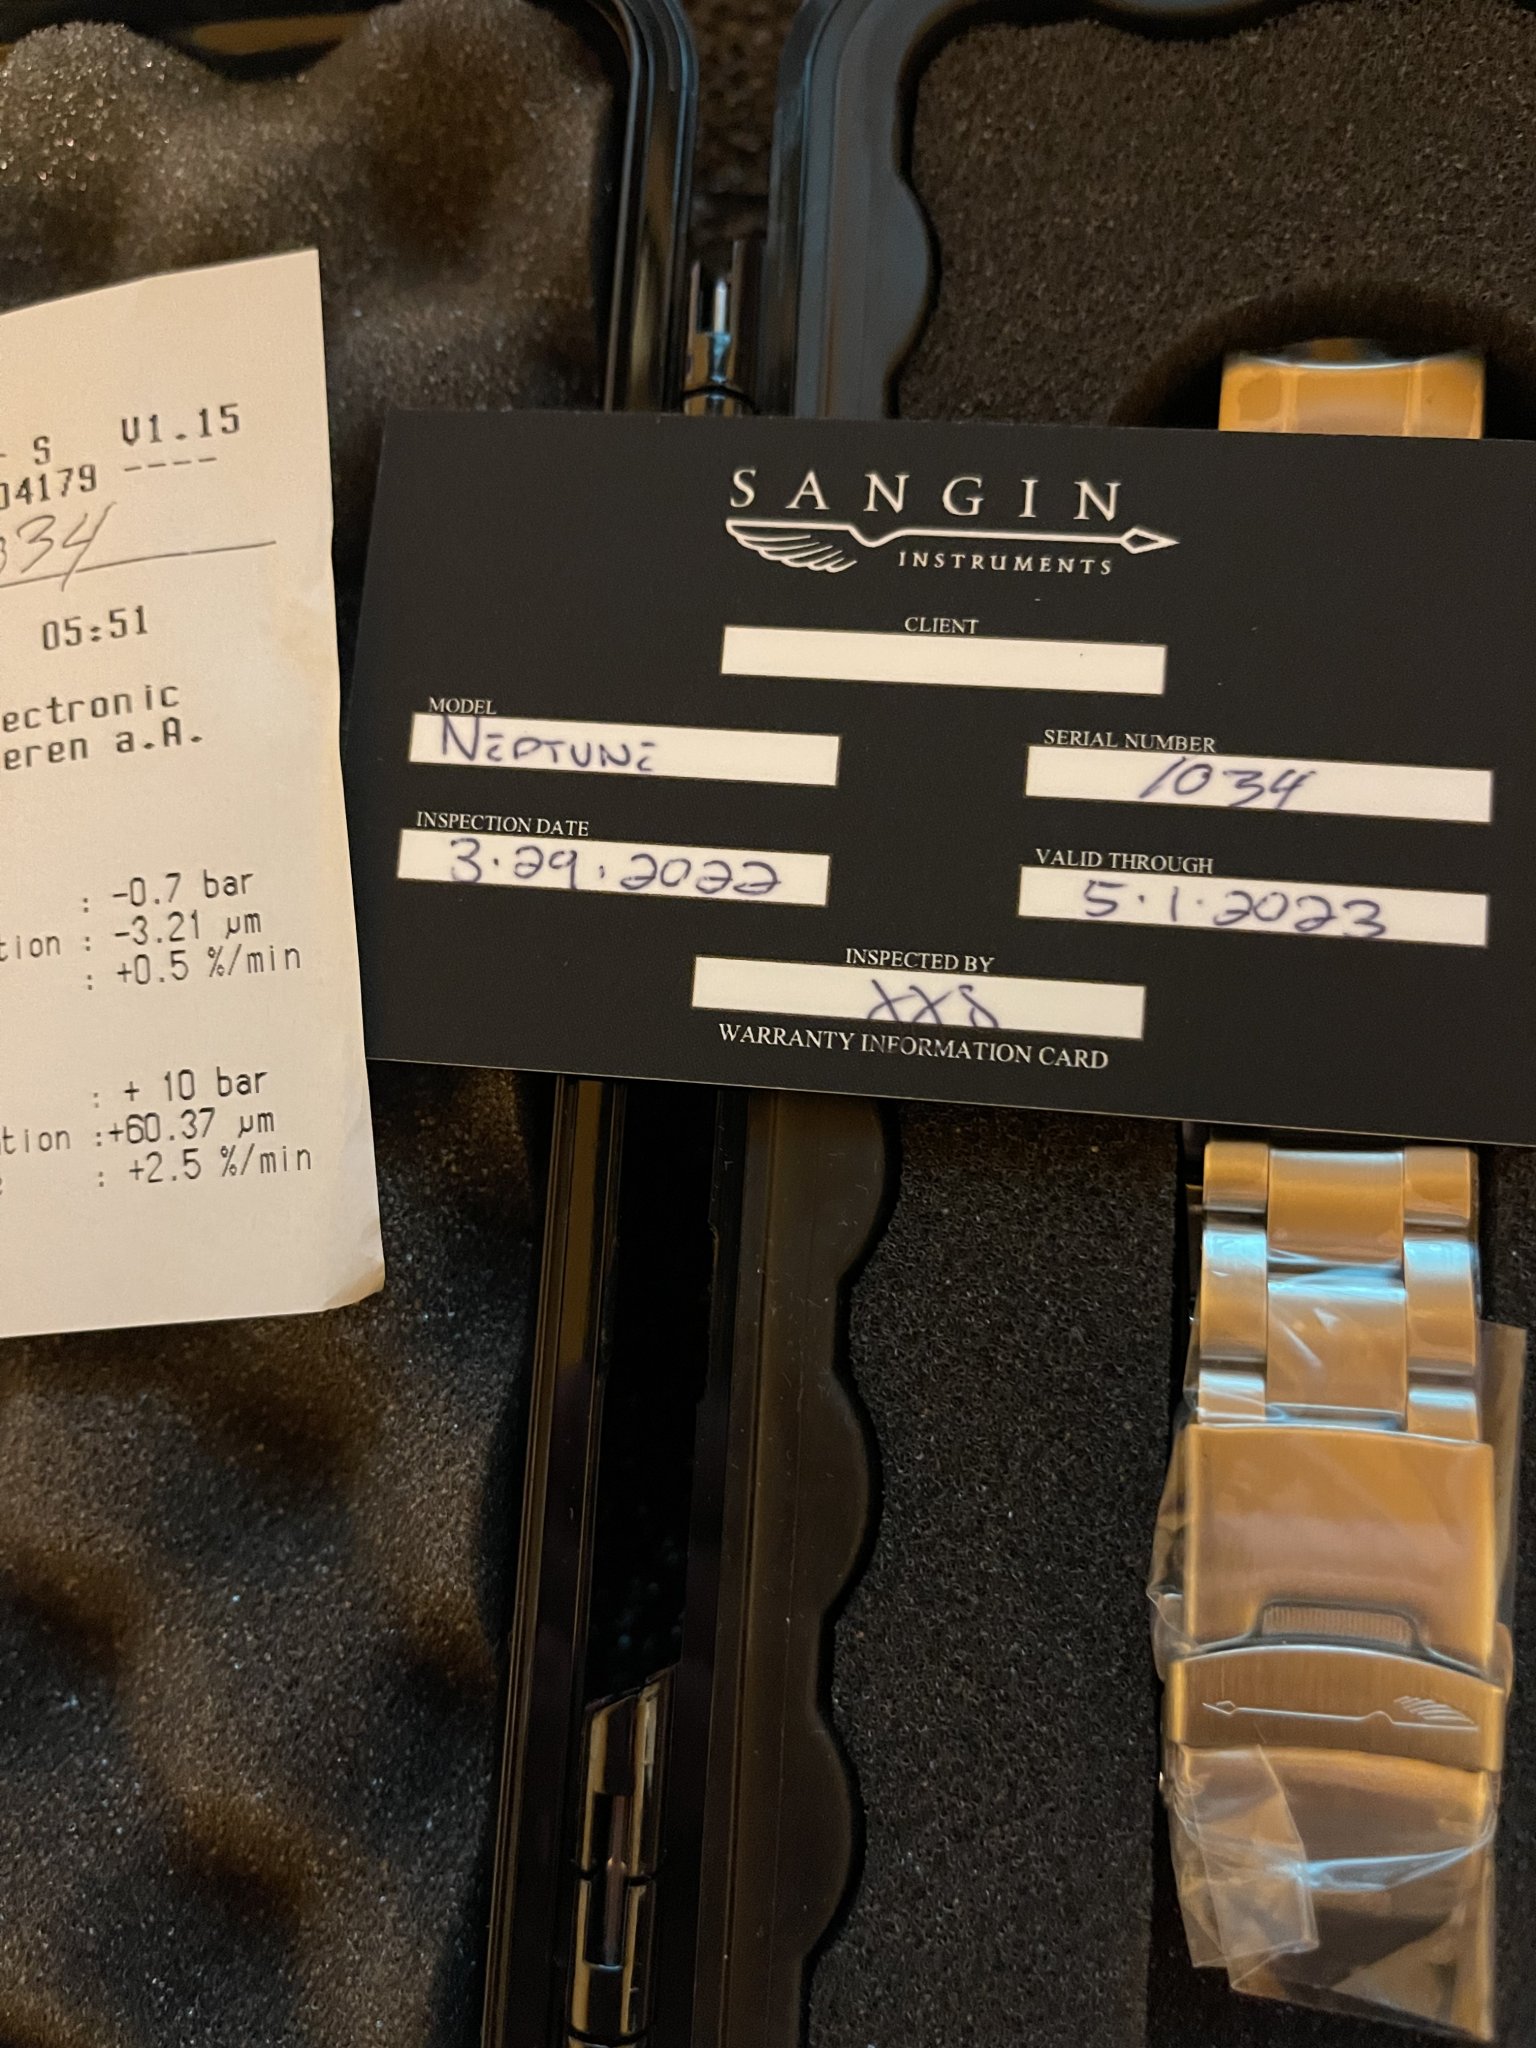 S V1.15
04179 ----
34
05:51
ectronic
eren a.A.
: -0.7 bar
tion : -3.21 µm
: +0.5 %/min
: + 10 bar
tion :+60.37 µm
: +2.5 %/min
SANGIN
INSTRUMENTS
CLIENT
MODEL
NEPTUNE
SERIAL NUMBER
1034
INSPECTION DATE
3.29.2022
VALID THROUGH
5.1.2023
INSPECTED BY
WARRANTY INFORMATION CARD